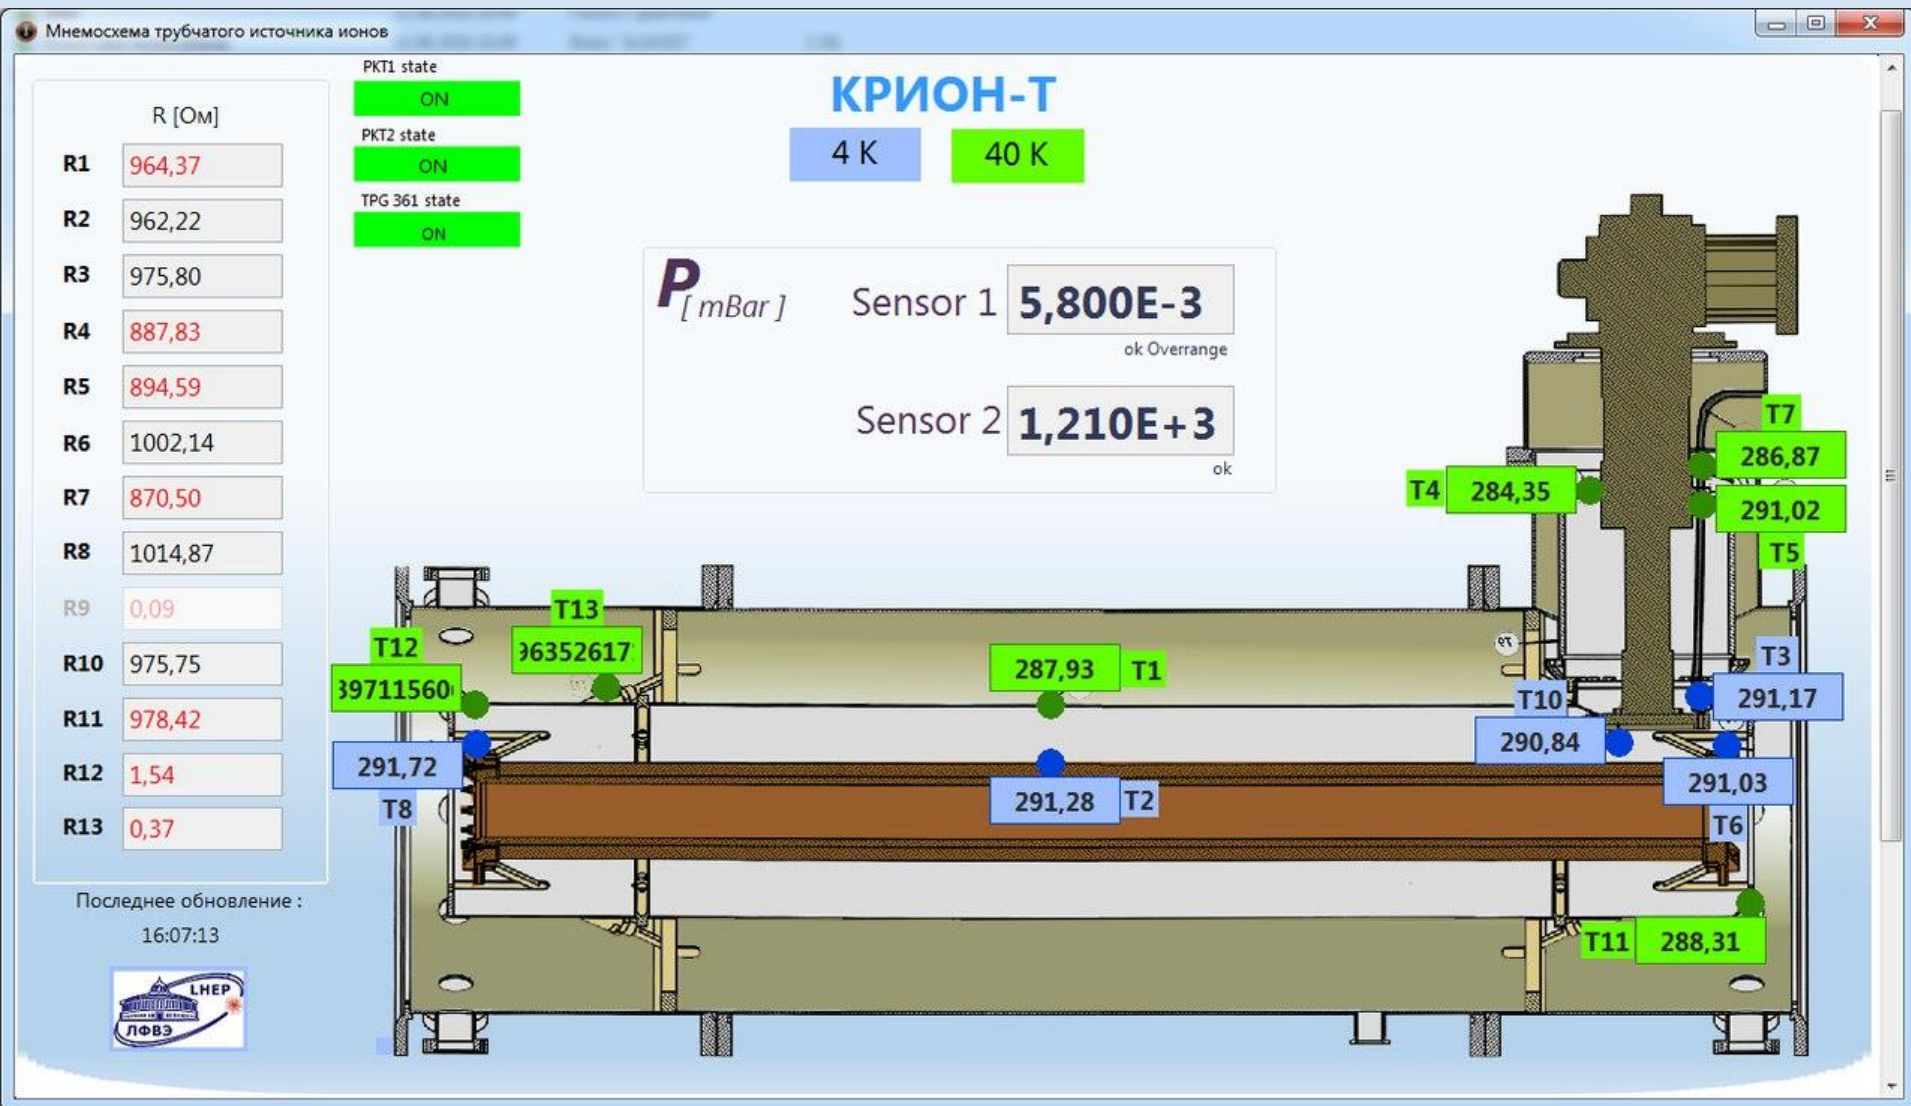 Мнемосхема трубчатого источника ионов
R [Ом]
R1 964,37
R2 962,22
R3 975,80
R4 887,83
R5 894,59
R6 1002,14
R7 870,50
R8 1014,87
R9 0,09
R10 975,75
R11 978,42
R12 1,54
R13 0,37
Последнее обновление :
16:07:13
LHEP
ЛФВЭ
PKT1 state
ON
PKT2 state
ON
TPG 361 state
ON
КРИОН-Т
4 K
40 K
P [ mBar ]
Sensor 1 5,800E-3
ok Overrange
Sensor 2 1,210E+3
ok
T7
286,87
T4 284,35
291,02
T5
T13
96352617
T12
39711560
287,93 T1
T9
T3
291,17
T10
290,84
291,72
T8
291,28 T2
291,03
T6
T11 288,31